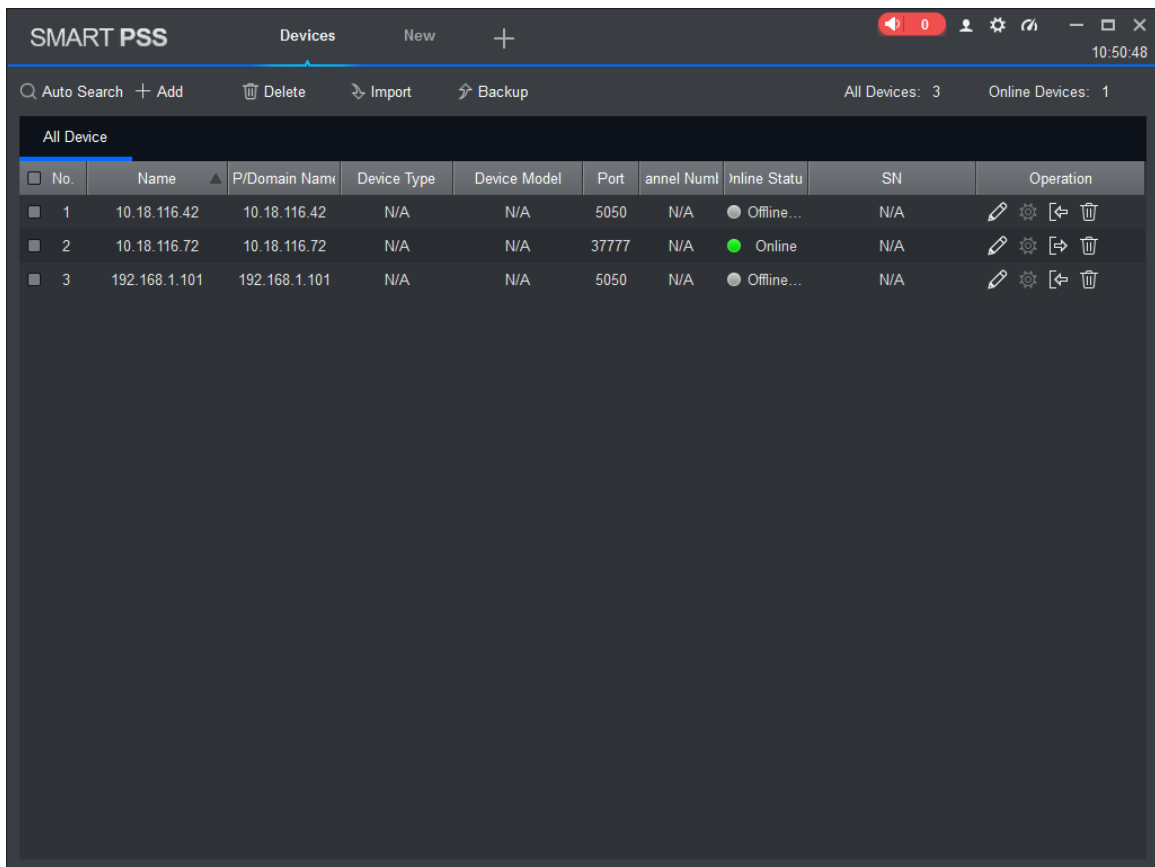 SMART PSS Devices New 0
10:50:48
Auto Search Add Delete Import Backup All Devices: 3 Online Devices: 1
All Device
No. Name P/Domain Name Device Type Device Model Port annel Numl Online Statu SN Operation
1 10.18.116.42 10.18.116.42 N/A N/A 5050 N/A Offline... N/A
2 10.18.116.72 10.18.116.72 N/A N/A 37777 N/A Online N/A
3 192.168.1.101 192.168.1.101 N/A N/A 5050 N/A Offline... N/A